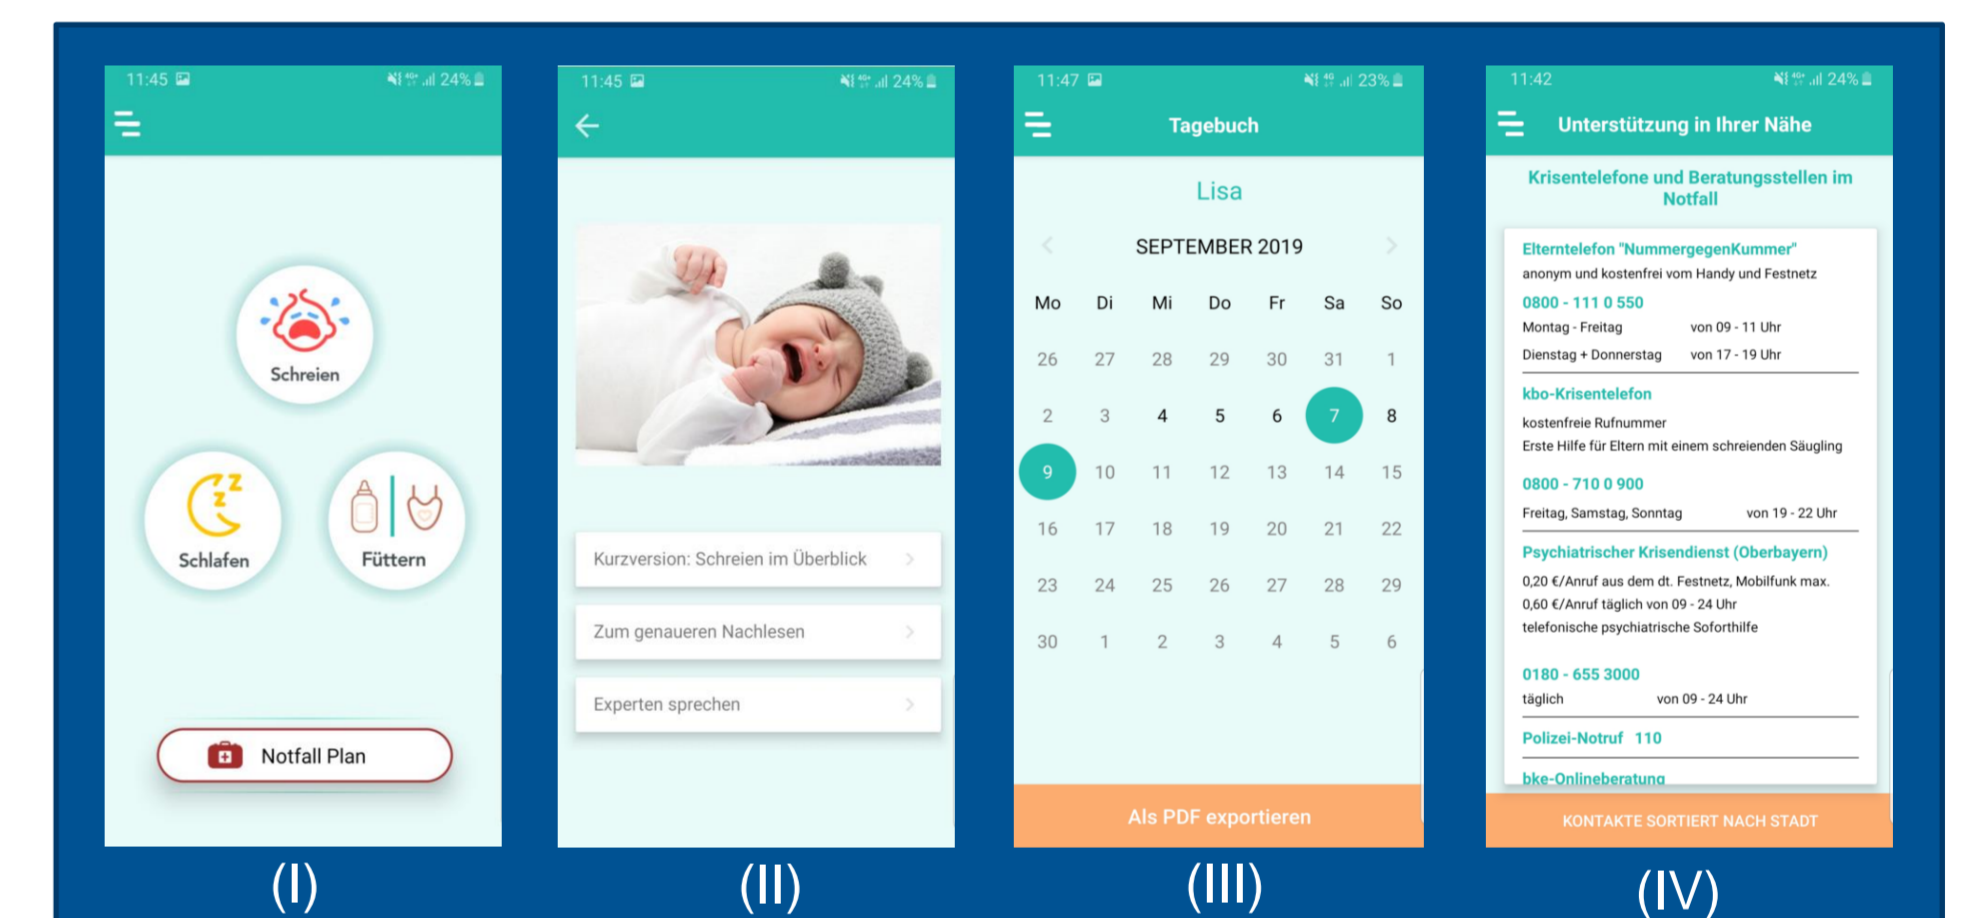 11:45 24%
Schreien
Schlafen
Füttern
Notfall Plan
(I)
11:45 24%
Kurzversion: Schreien im Überblick
Zum genaueren Nachlesen
Experten sprechen
(II)
11:47 23%
Tagebuch
Lisa
SEPTEMBER 2019
Mo Di Mi Do Fr Sa So
26 27 28 29 30 31 1
2 3 4 5 6 7 8
9 10 11 12 13 14 15
16 17 18 19 20 21 22
23 24 25 26 27 28 29
30 1 2 3 4 5 6
Als PDF exportieren
(III)
11:42 24%
Unterstützung in Ihrer Nähe
Krisentelefone und Beratungsstellen im
Notfall
Elterntelefon "NummergegenKummer"
anonym und kostenfrei vom Handy und Festnetz
0800 - 111 0 550
Montag - Freitag von 09 - 11 Uhr
Dienstag + Donnerstag von 17 - 19 Uhr
kbo-Krisentelefon
kostenfreie Rufnummer
Erste Hilfe für Eltern mit einem schreienden Säugling
0800 - 710 0 900
Freitag, Samstag, Sonntag von 19 - 22 Uhr
Psychiatrischer Krisendienst (Oberbayern)
0,20 €/Anruf aus dem dt. Festnetz, Mobilfunk max.
0,60 €/Anruf täglich von 09 - 24 Uhr
telefonische psychiatrische Soforthilfe
0180 - 655 3000
täglich von 09 - 24 Uhr
Polizei-Notruf 110
bke-Onlineberatung
KONTAKTE SORTIERT NACH STADT
(IV)